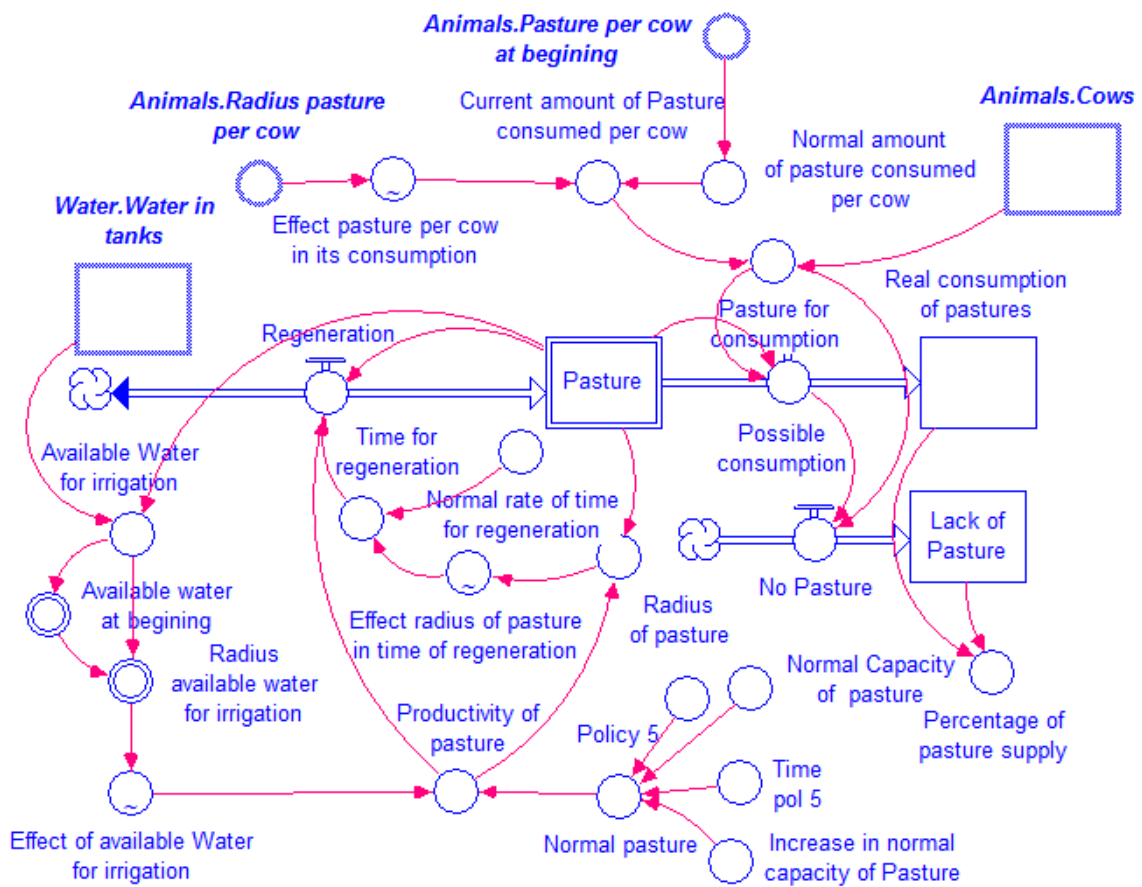 Animals.Pasture per cow
at begining
Animals.Radius pasture
per cow
Current amount of Pasture
consumed per cow
Animals.Cows
Normal amount
of pasture consumed
per cow
Water.Water in
tanks
Effect pasture per cow
in its consumption
Real consumption
of pastures
Regeneration
Pasture for
consumption
Pasture
Available Water
for irrigation
Time for
regeneration
Possible
consumption
Normal rate of time
for regeneration
Lack of
Pasture
No Pasture
Available water
at begining
Effect radius of pasture
in time of regeneration
Radius
of pasture
Radius
available water
for irrigation
Normal Capacity
of pasture
Productivity of
pasture
Policy 5
Percentage of
pasture supply
Time
pol 5
Effect of available Water
for irrigation
Normal pasture
Increase in normal
capacity of Pasture
~
~
~